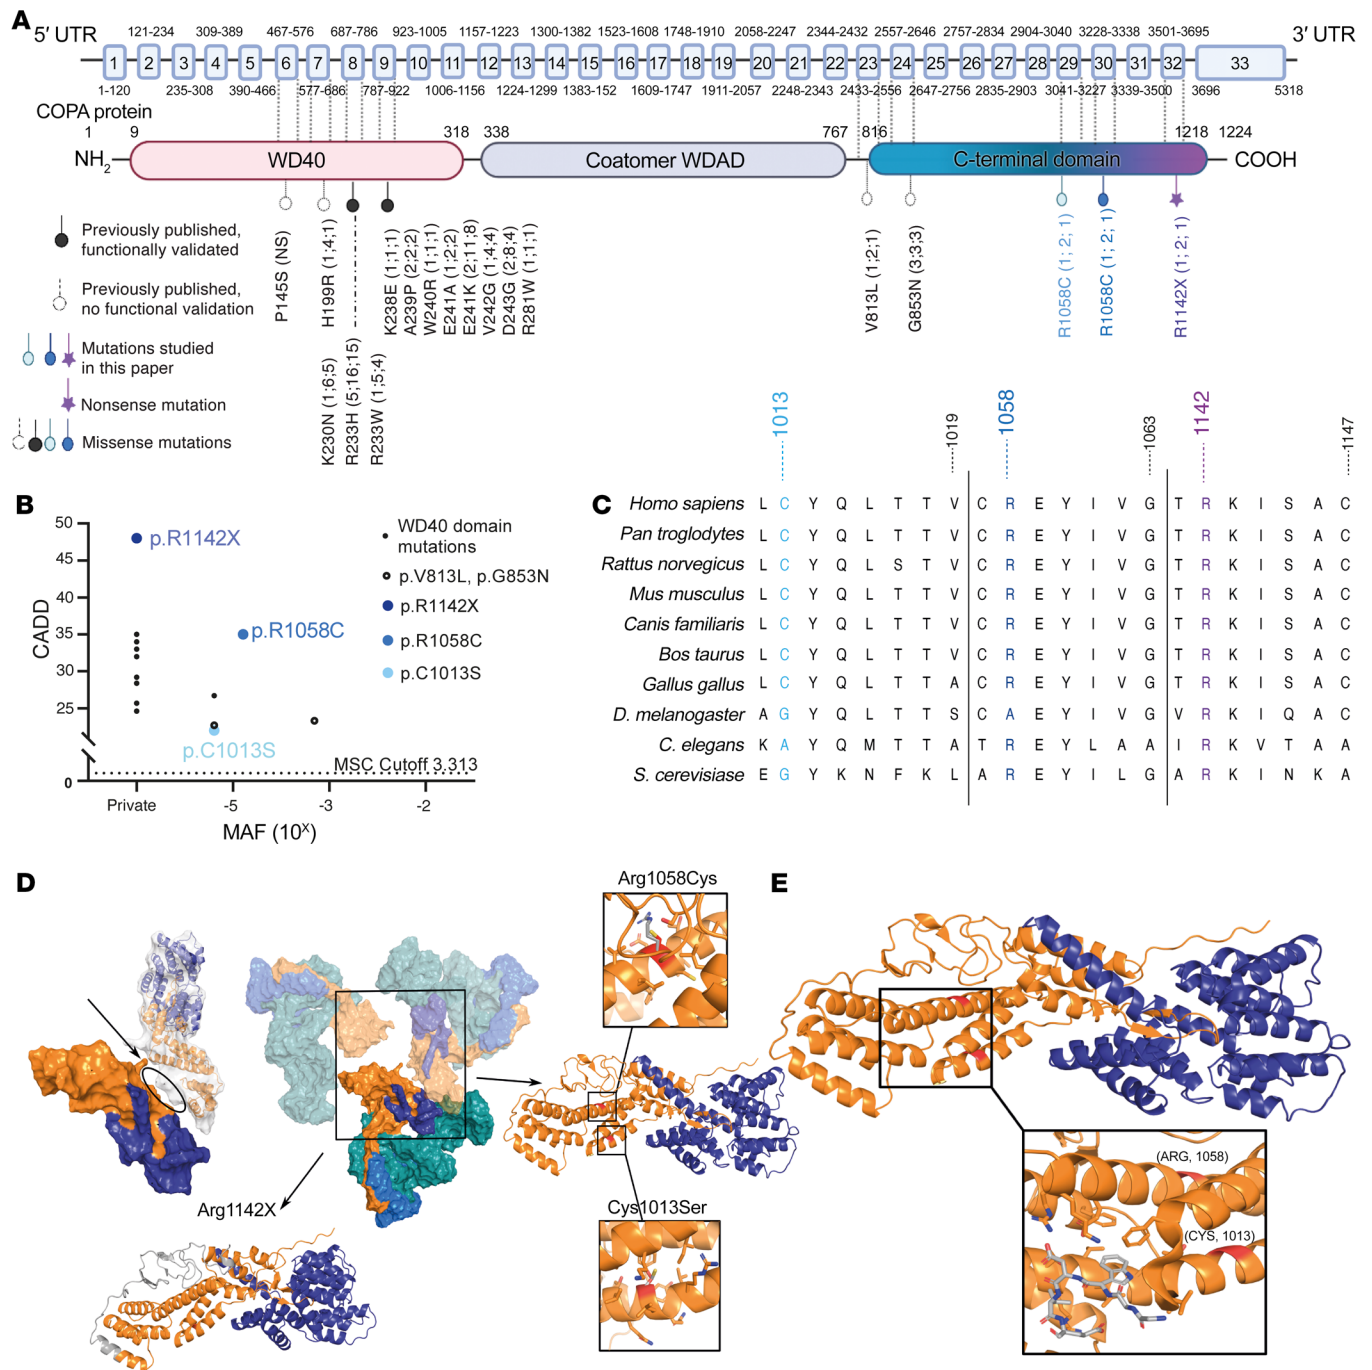 A
5′ UTR
121-234 309-389 467-576 687-786 923-1005 1157-1223 1300-1382 1523-1608 1748-1910 2058-2247 2344-2432 2557-2646 2757-2834 2904-3040 3228-3338 3501-3695
3′ UTR
1 2 3 4 5 6 7 8 9 10 11 12 13 14 15 16 17 18 19 20 21 22 23 24 25 26 27 28 29 30 31 32 33
1-120 235-308 390-466 577-686 787-922 1006-1156 1224-1299 1383-152 1609-1747 1911-2057 2248-2343 2433-2556 2647-2756 2835-2903 3041-3227 3339-3500 3696 5318
COPA protein
1 9 318 338 767 816 1218 1224
NH2 WD40 Coatomer WDAD C-terminal domain COOH
Previously published,
functionally validated
Previously published,
no functional validation
Mutations studied
in this paper
Nonsense mutation
Missense mutations
P145S (NS)
H199R (1;4;1)
K230N (1;6;5)
R233H (5;16;15)
R233W (1;5;4)
K238E (1;1;1)
A239P (2;2;2)
W240R (1;1;1)
E241A (1;2;2)
E241K (2;11;8)
V242G (1;4;4)
D243G (2;8;4)
R281W (1;1;1)
V813L (1;2;1)
G853N (3;3;3)
R1058C (1; 2; 1)
R1058C (1; 2; 1)
R1142X (1; 2; 1)
B
CADD
50
45
40
35
30
25
0
p.R1142X
p.R1058C
p.C1013S
MSC Cutoff 3.313
Private -5 -3 -2
MAF (10X)
WD40 domain
mutations
p.V813L, p.G853N
p.R1142X
p.R1058C
p.C1013S
C
1013 1019 1058 1063 1142 1147
Homo sapiens L C Y Q L T T V C R E Y I V G T R K I S A C
Pan troglodytes L C Y Q L T T V C R E Y I V G T R K I S A C
Rattus norvegicus L C Y Q L S T V C R E Y I V G T R K I S A C
Mus musculus L C Y Q L T T V C R E Y I V G T R K I S A C
Canis familiaris L C Y Q L T T V C R E Y I V G T R K I S A C
Bos taurus L C Y Q L T T V C R E Y I V G T R K I S A C
Gallus gallus L C Y Q L T T A C R E Y I V G T R K I S A C
D. melanogaster A G Y Q L T T S C A E Y I V G V R K I Q A C
C. elegans K A Y Q M T T A T R E Y L A A I R K V T A A
S. cerevisiase E G Y K N F K L A R E Y I L G A R K I N K A
D
Arg1058Cys
Arg1142X
Cys1013Ser
E
(ARG, 1058)
(CYS, 1013)